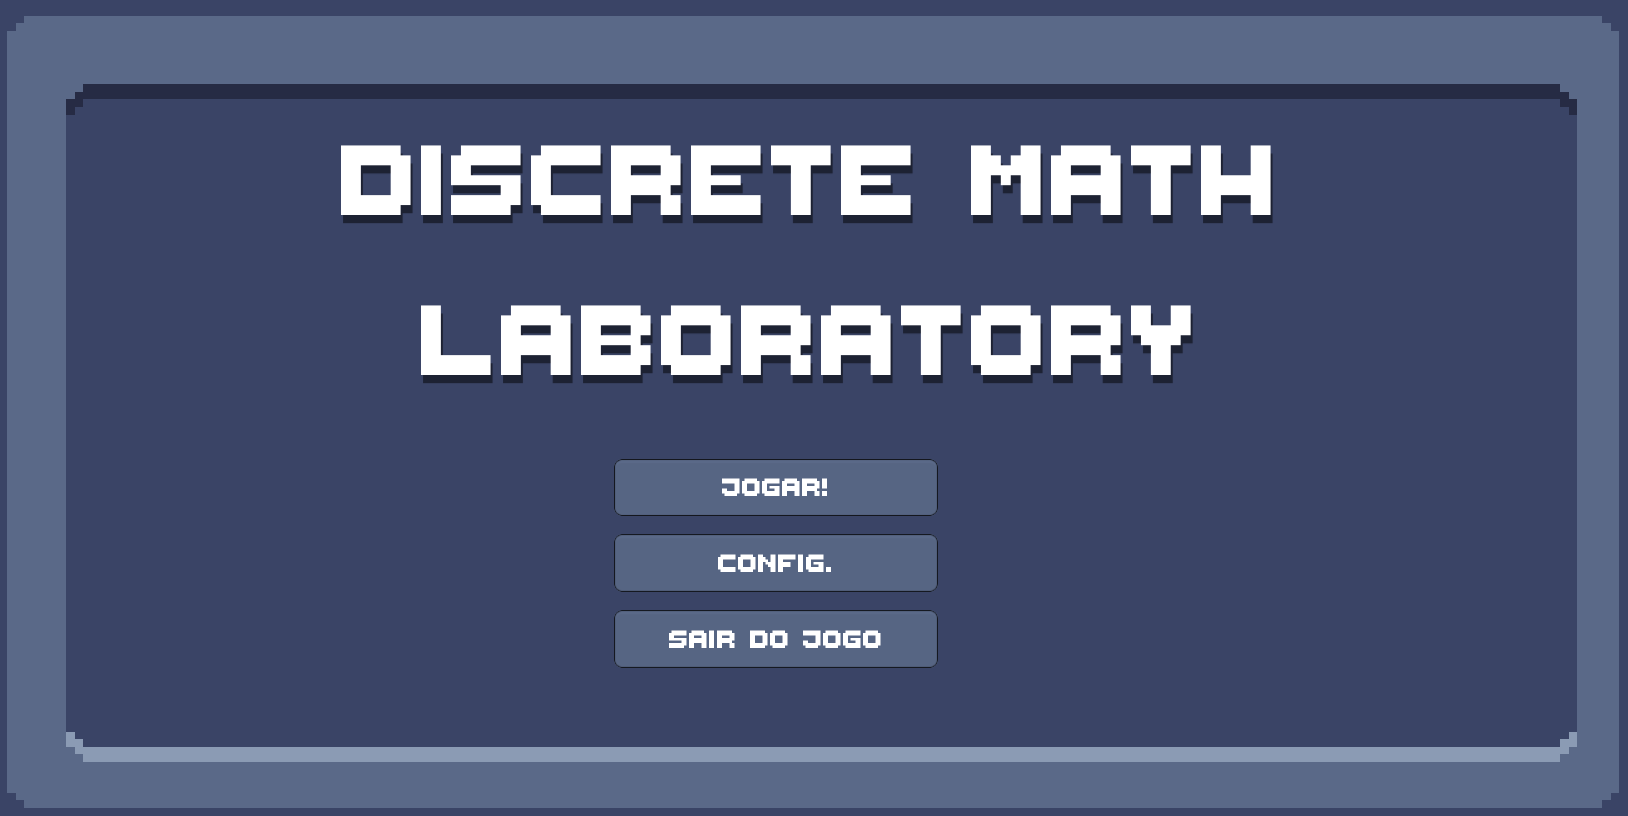 DISCRETE MATH
LABORATORY
JOGAR!
CONFIG.
SAIR DO JOGO